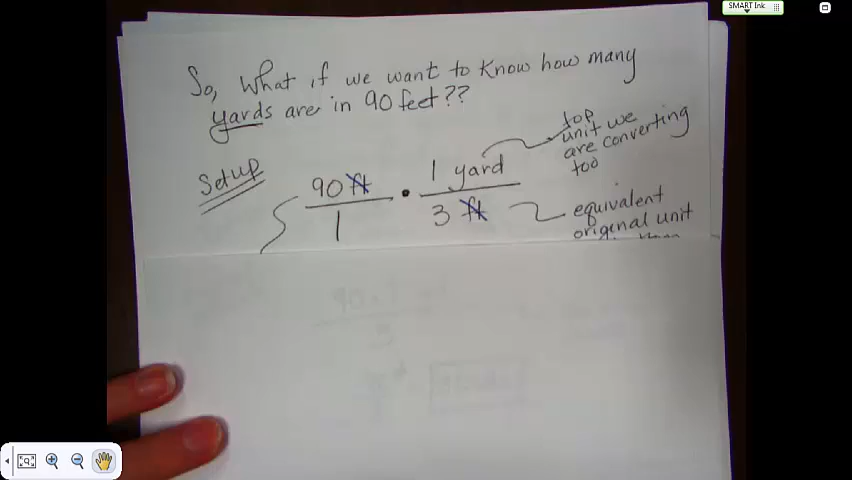 SMART Ink
So, What if we want to know how many
yards are in 90 feet??
Setup
90 ft / 1 • 1 yard / 3 ft
top
unit we
are converting
too
equivalent
original unit